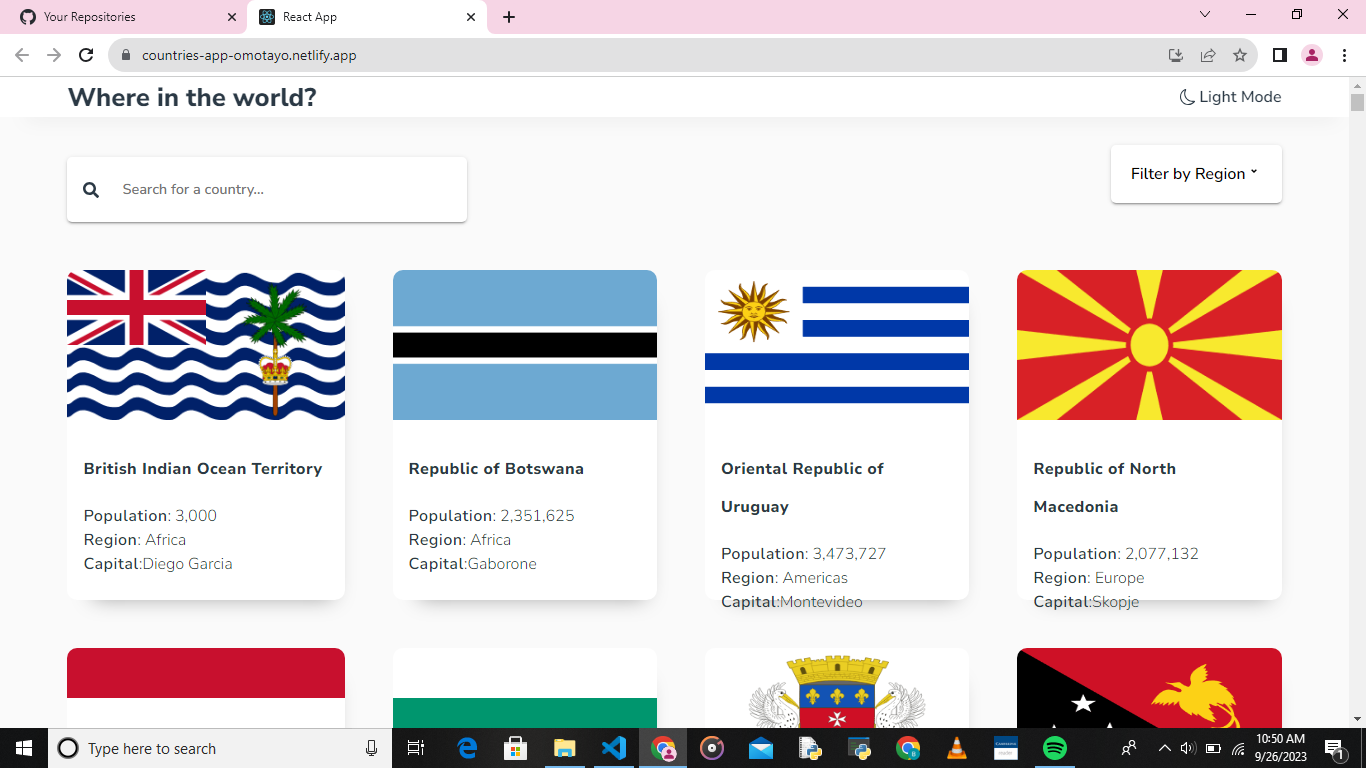 Your Repositories
React App
countries-app-omotayo.netlify.app
Where in the world?
Light Mode
Search for a country...
Filter by Region
British Indian Ocean Territory
Population: 3,000
Region: Africa
Capital:Diego Garcia
Republic of Botswana
Population: 2,351,625
Region: Africa
Capital:Gaborone
Oriental Republic of
Uruguay
Population: 3,473,727
Region: Americas
Capital:Montevideo
Republic of North
Macedonia
Population: 2,077,132
Region: Europe
Capital:Skopje
Type here to search
10:50 AM
9/26/2023
1